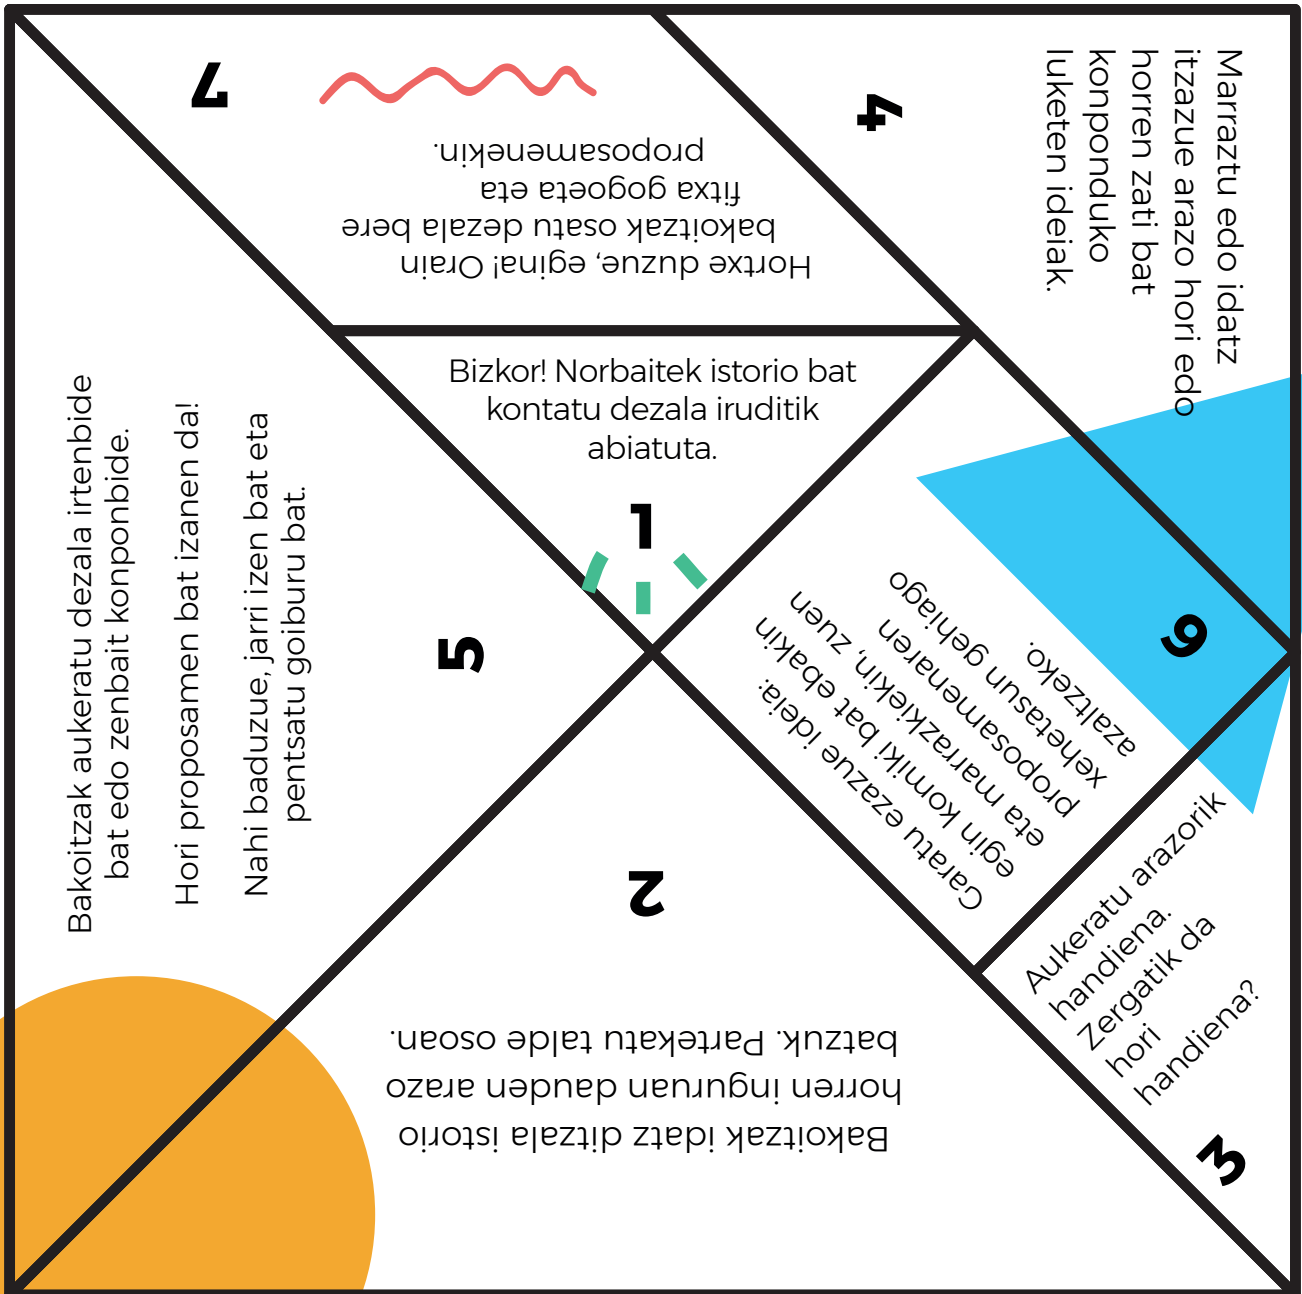 1
Bizkor! Norbaitek istorio bat
kontatu dezala iruditik
abiatuta.
2
Bakoitzak idatz ditzala istorio
horren inguruan dauden arazo
batzuk. Partekatu talde osoan.
3
Aukeratu arazorik
handiena.
Zergatik da
hori
handiena?
4
Marraztu edo idatz
itzazue arazo hori edo
horren zati bat
konponduko
luketen ideiak.
5
Bakoitzak aukeratu dezala irtenbide
bat edo zenbait konponbide.
Hori proposamen bat izanen da!
Nahi baduzue, jarri izen bat eta
pentsatu goiburu bat.
6
Garatu ezazue ideia:
egin komiki bat ebakin
eta marrazkiekin, zuen
proposamenaren
xehetasun gehiago
azaltzeko.
7
Hortxe duzue, egina! Orain
bakoitzak osatu dezala bere
fitxa gogoeta eta
proposamenekin.